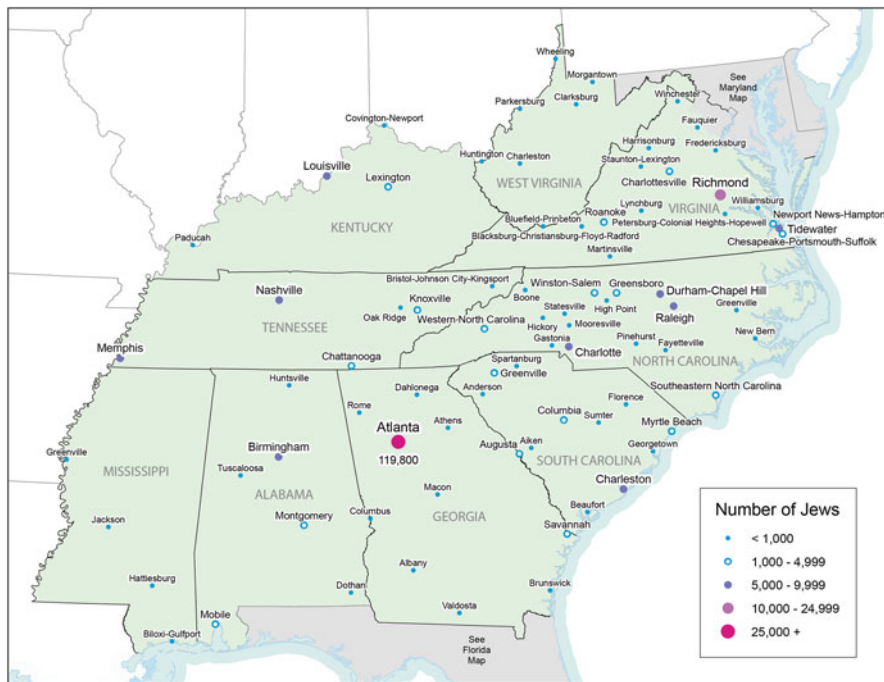 Wheeling
Morgantown
See
Maryland
Map
Parkersburg
Clarksburg
Winchester
Covington-Newport
Fauquier
Harrisonburg
Fredericksburg
Huntington
Charleston
Staunton-Lexington
Louisville
Lexington
WEST VIRGINIA
Charlottesville
Richmond
Williamsburg
Lynchburg
VIRGINIA
KENTUCKY
Bluefield-Princeton
Roanoke
Petersburg-Colonial Heights-Hopewell
Newport News-Hampton
Tidewater
Paducah
Blacksburg-Christiansburg-Floyd-Radford
Chesapeake-Portsmouth-Suffolk
Martinsville
Bristol-Johnson City-Kingsport
Winston-Salem
Greensboro
Nashville
Durham-Chapel Hill
Knoxville
Boone
High Point
Greenville
Oak Ridge
Western-North Carolina
Statesville
Raleigh
TENNESSEE
Hickory
Mooresville
New Bern
Memphis
Gastonia
Charlotte
Pinehurst
Fayetteville
NORTH CAROLINA
Chattanooga
Spartanburg
Greenville
Huntsville
Dahlonega
Anderson
Southeastern North Carolina
Rome
Florence
Atlanta
119,800
Athens
Columbia
Sumter
Myrtle Beach
Greenville
Birmingham
Augusta
Aiken
Georgetown
MISSISSIPPI
Tuscaloosa
SOUTH CAROLINA
ALABAMA
Macon
Charleston
Jackson
Montgomery
Columbus
GEORGIA
Beaufort
Savannah
Hattiesburg
Dothan
Albany
Brunswick
Mobile
Valdosta
Biloxi-Gulfport
See
Florida
Map
Number of Jews
< 1,000
1,000 - 4,999
5,000 - 9,999
10,000 - 24,999
25,000 +